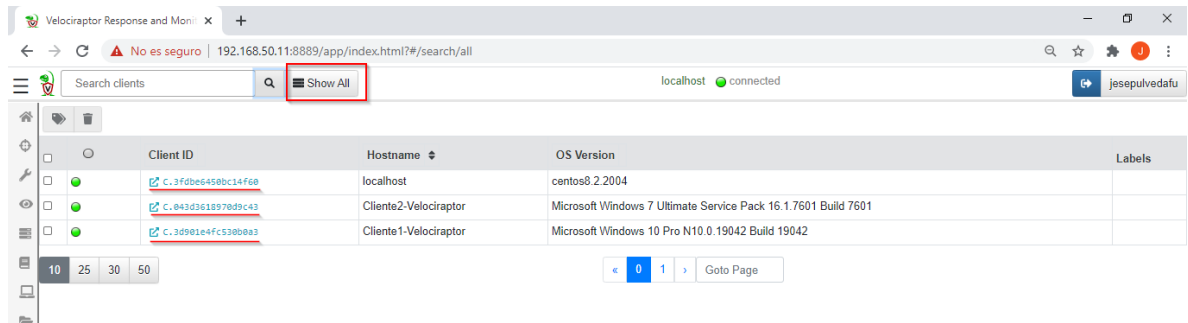 Velociraptor Response and Moni
No es seguro | 192.168.50.11:8889/app/index.html?#/search/all
J
Search clients
Show All
localhost connected
jesepulvedafu
Client ID Hostname OS Version Labels
C.3fdbe6450bc14f60 localhost centos8.2.2004
C.043d3618970d9c43 Cliente2-Velociraptor Microsoft Windows 7 Ultimate Service Pack 16.1.7601 Build 7601
C.3d901e4fc530b0a3 Cliente1-Velociraptor Microsoft Windows 10 Pro N10.0.19042 Build 19042
10 25 30 50 « 0 1 › Goto Page